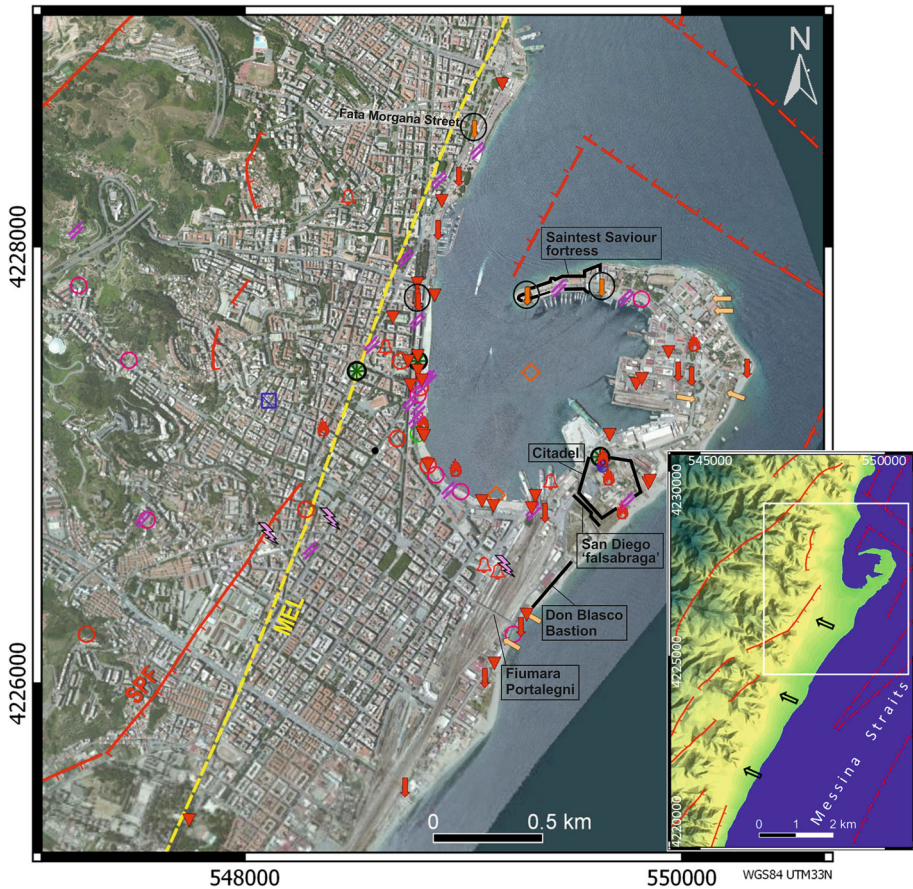 N
Fata Morgana Street
4228000
Saintest Saviour
fortress
Citadel
545000
550000
4230000
San Diego
'falsabraga'
MEL
Don Blasco
Bastion
SPF
4226000
Fiumara
Portalegni
4225000
Messina Straits
0
0.5 km
0
1
2 km
4220000
548000
550000
WGS84 UTM33N